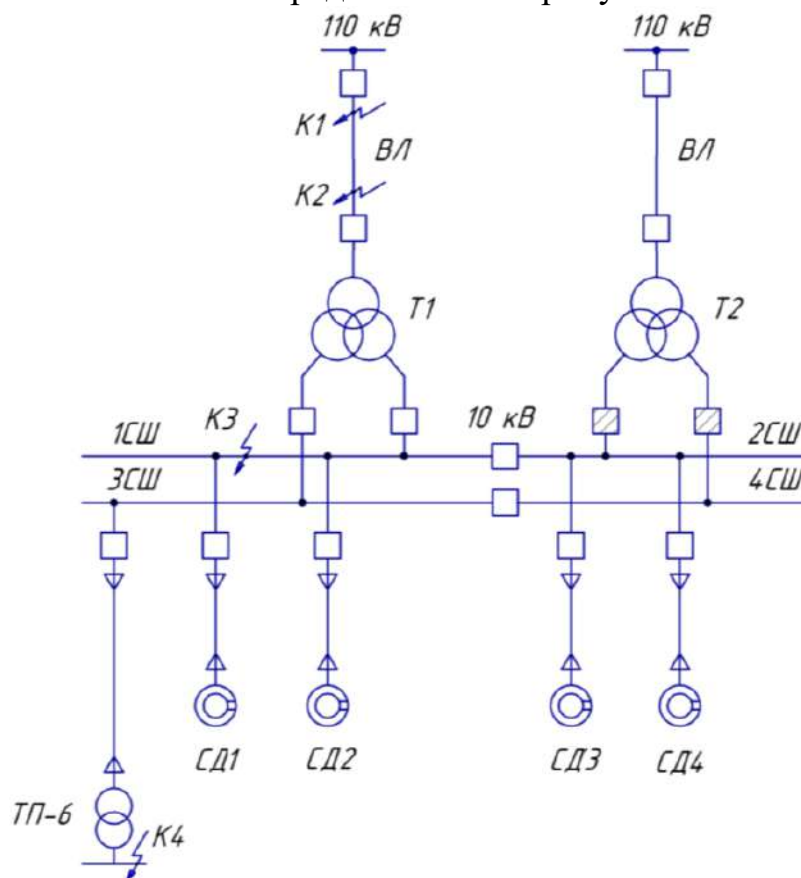 110 кВ 110 кВ
К1
ВЛ ВЛ
К2
Т1 Т2
1СШ К3 10 кВ 2СШ
3СШ 4СШ
СД1 СД2 СД3 СД4
ТП-6 К4